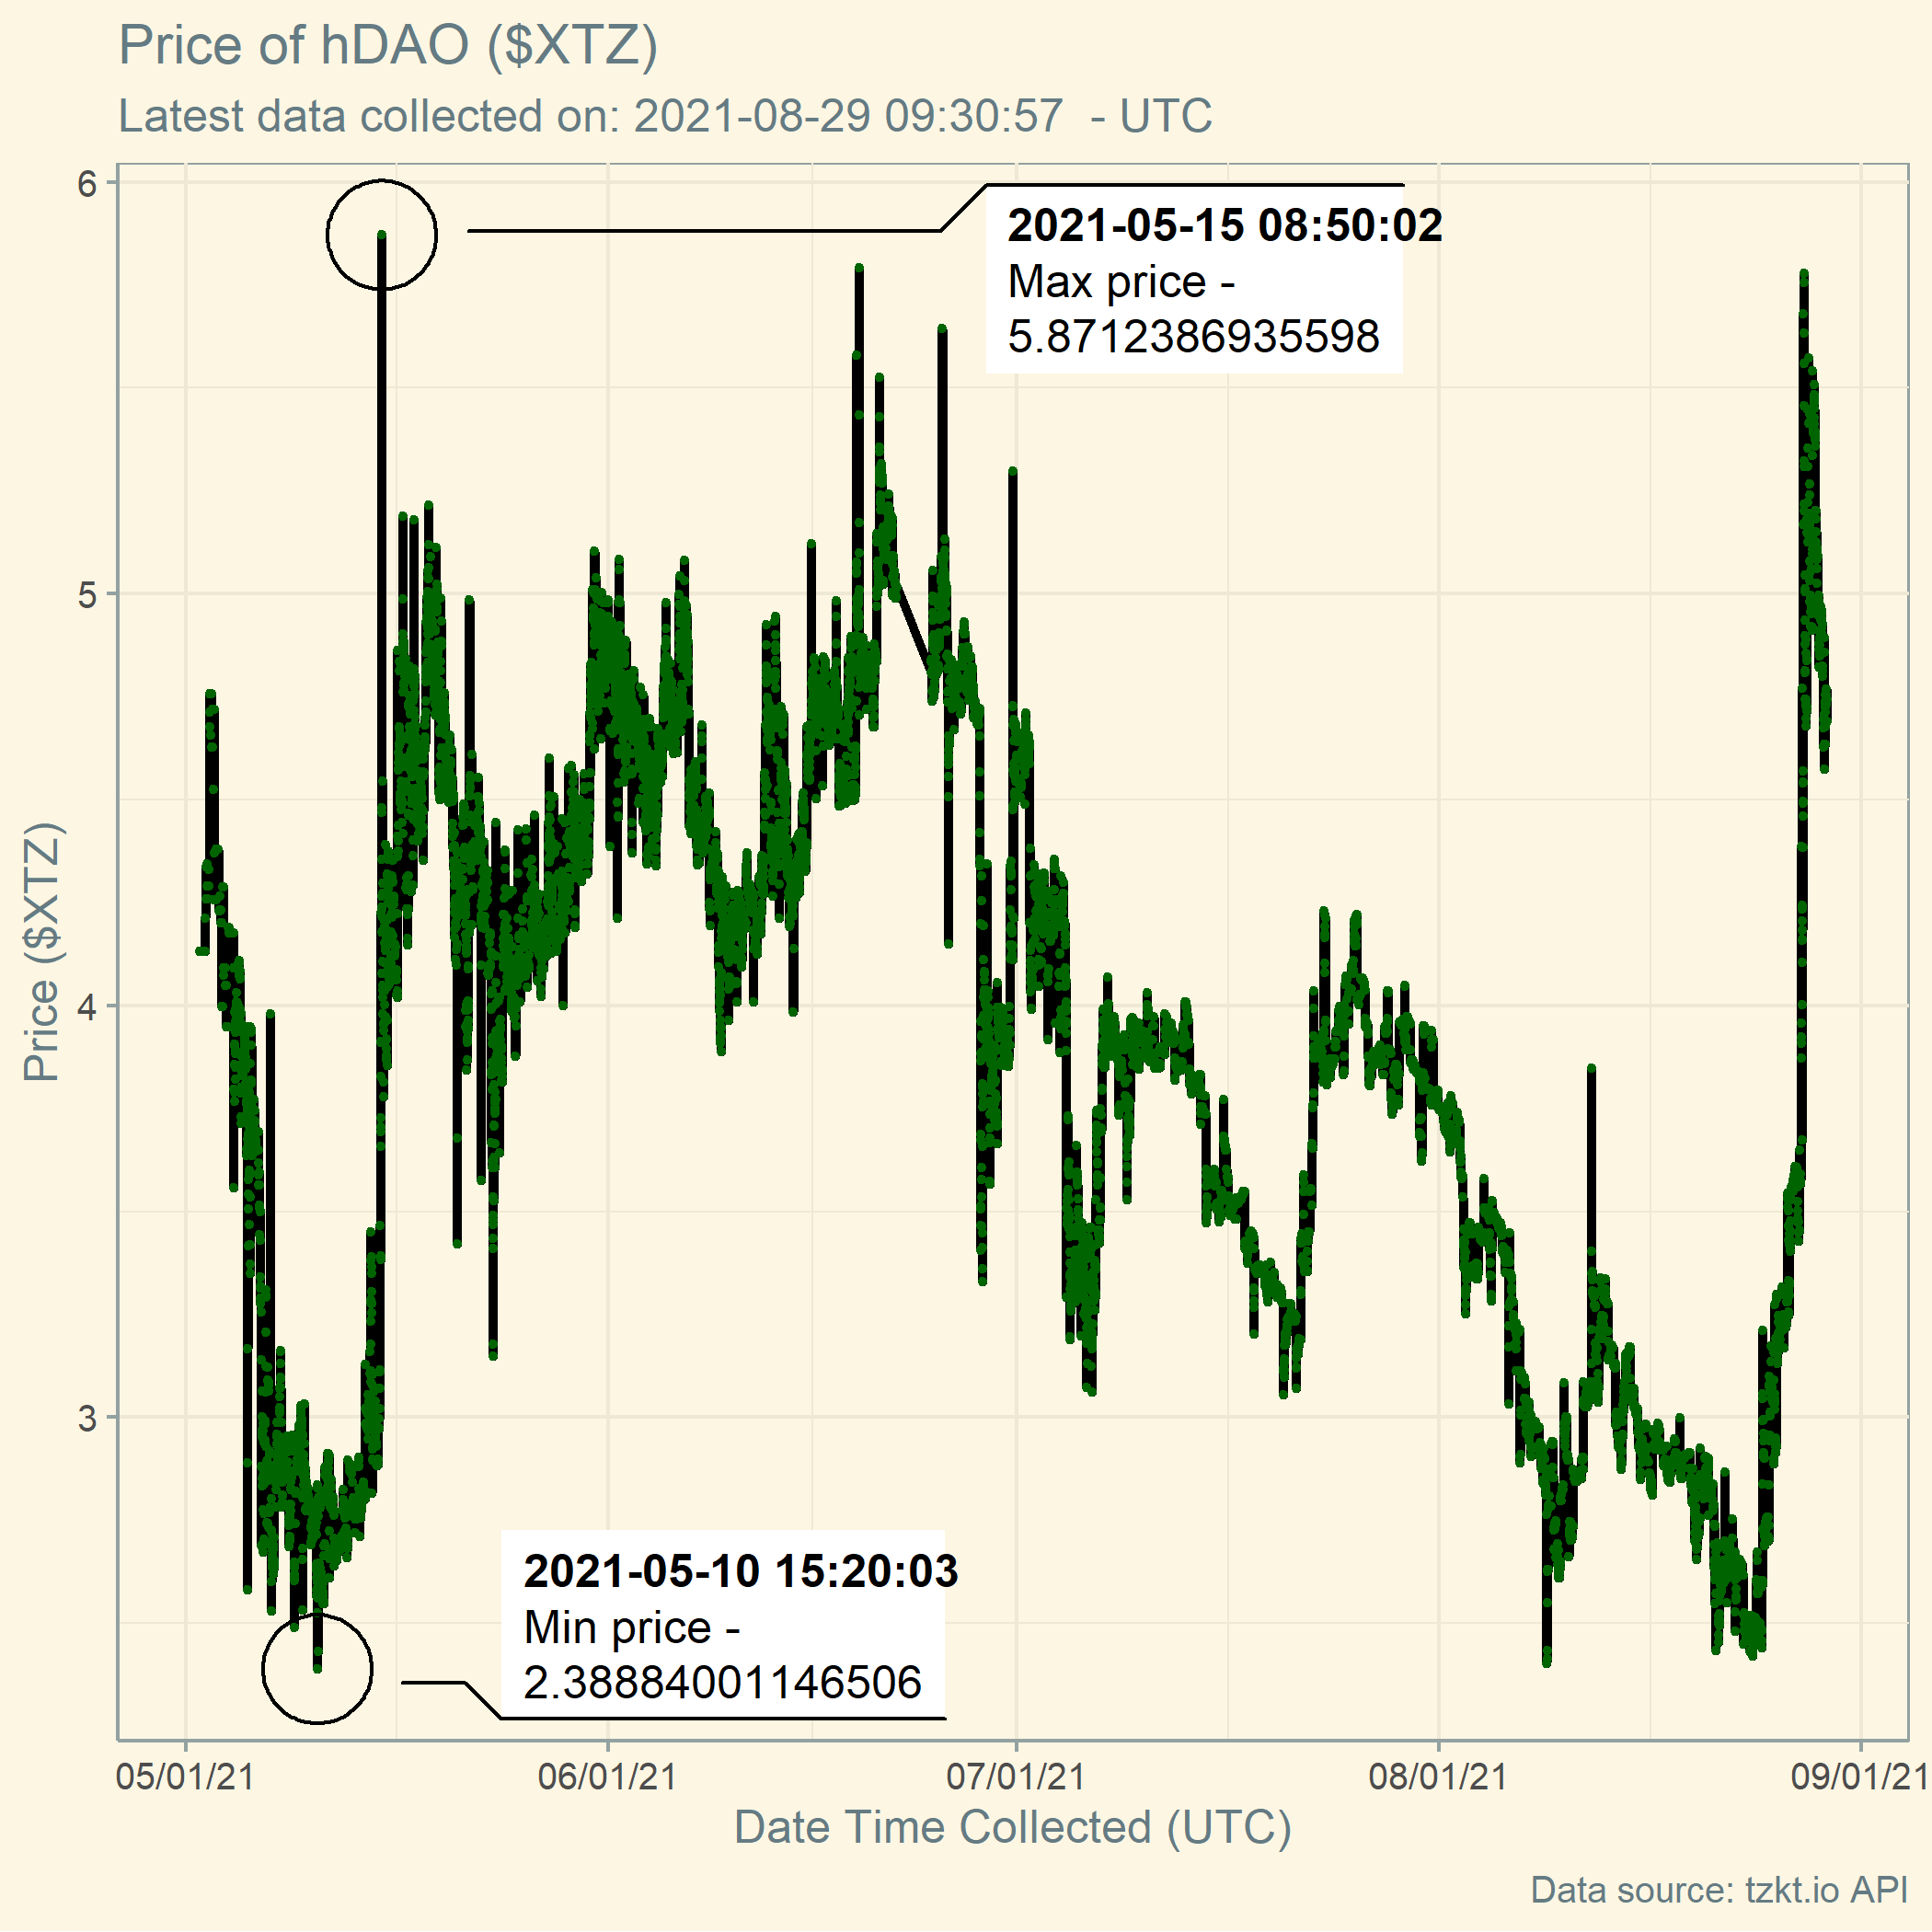 Price of hDAO ($XTZ)
Latest data collected on: 2021-08-29 09:30:57  - UTC
6
5
4
3
Price ($XTZ)
2021-05-15 08:50:02
Max price -
5.8712386935598
2021-05-10 15:20:03
Min price -
2.38884001146506
05/01/21
06/01/21
07/01/21
08/01/21
09/01/21
Date Time Collected (UTC)
Data source: tzkt.io API